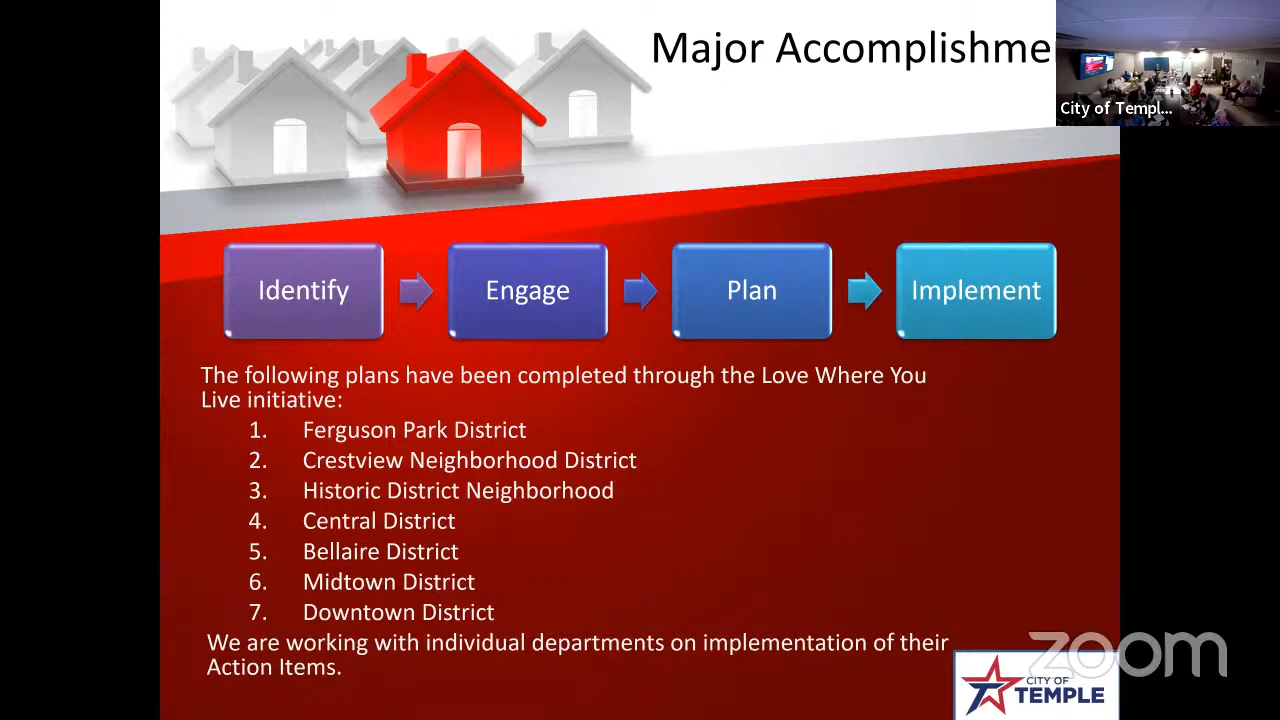 Major Accomplishme
City of Templ...
Identify
Engage
Plan
Implement
The following plans have been completed through the Love Where You
Live initiative:
1. Ferguson Park District
2. Crestview Neighborhood District
3. Historic District Neighborhood
4. Central District
5. Bellaire District
6. Midtown District
7. Downtown District
We are working with individual departments on implementation of their
Action Items.
zoom
CITY OF
TEMPLE